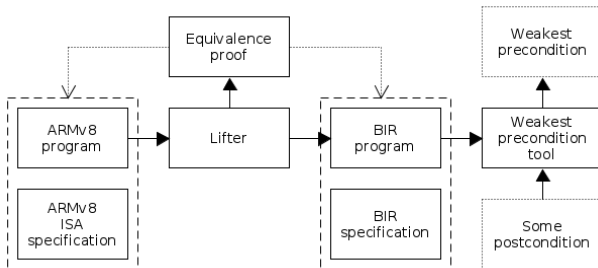 Equivalence
proof
Weakest
precondition
ARMv8
program
Lifter
BIR
program
Weakest
precondition
tool
ARMv8
ISA
specification
BIR
specification
Some
postcondition